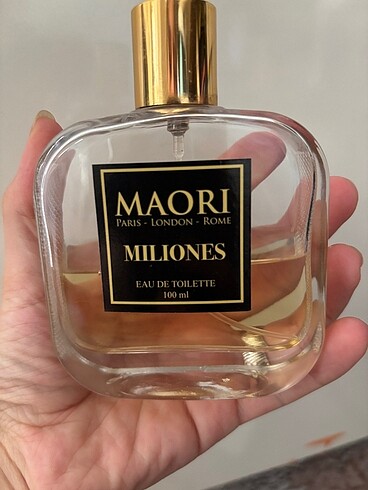 MAORI
PARIS - LONDON - ROME
MILIONES
EAU DE TOILETTE
100 ml